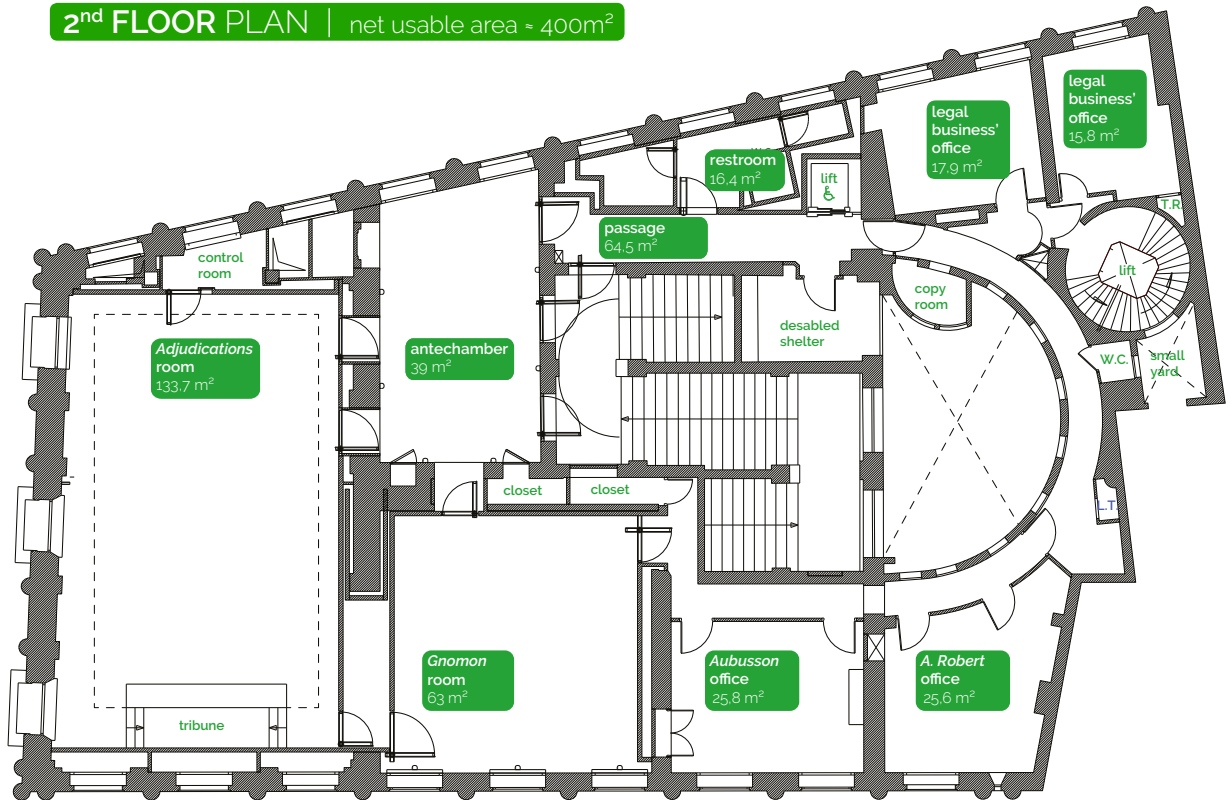 2nd FLOOR PLAN | net usable area ≈ 400m²
legal
business'
office
15,8 m²
legal
business'
office
17,9 m²
restroom
16,4 m²
lift
T.R.
passage
64,5 m²
control
room
lift
copy
room
desabled
shelter
Adjudications
room
133,7 m²
antechamber
39 m²
W.C.
small
yard
closet
closet
L.T.
Gnomon
room
63 m²
Aubusson
office
25,8 m²
A. Robert
office
25,6 m²
tribune